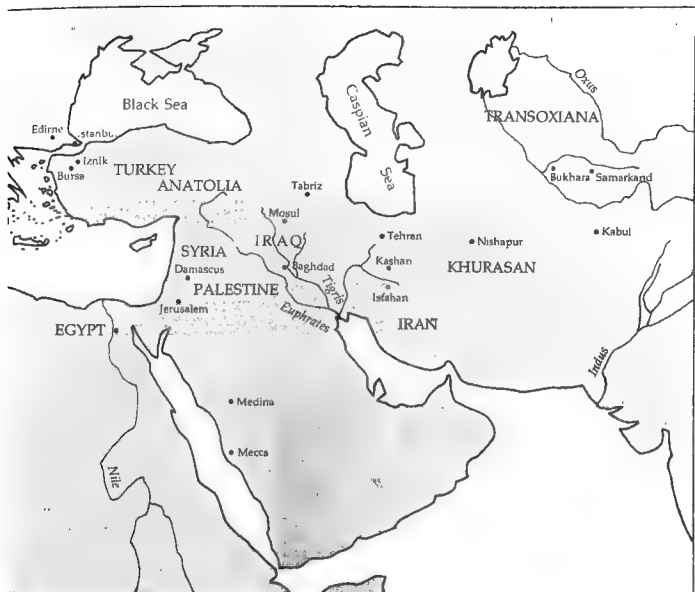 Black Sea
Caspian
Sea
Oxus
TRANSOXIANA
Edirne
stanbu
Iznik
Bursa
TURKEY
ANATOLIA
Tabriz
Bukhara
Samarkand
Mosul
IRAQ
Tehran
Nishapur
Kabul
SYRIA
Damascus
Baghdad
Kashan
KHURASAN
PALESTINE
Tigris
Isfahan
Jerusalem
Euphrates
IRAN
EGYPT
Indus
Medina
Mecca
Nile